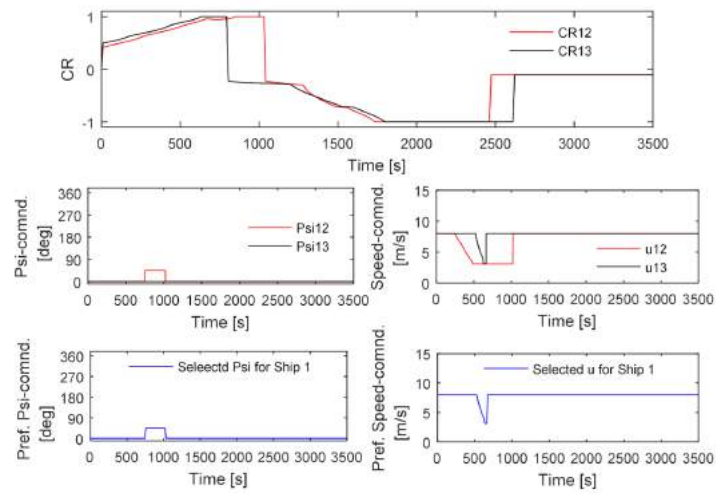 1
CR12
CR13
CR
0
-1
0 500 1000 1500 2000 2500 3000 3500
Time [s]
360
270
180
90
0
Psi-comnd.
[deg]
Psi12
Psi13
0 500 1000 1500 2000 2500 3000 3500
Time [s]
15
10
5
0
Speed-comnd.
[m/s]
u12
u13
0 500 1000 1500 2000 2500 3000 3500
Time [s]
360
270
180
90
0
Pref. Psi-comnd.
[deg]
Seleectd Psi for Ship 1
0 500 1000 1500 2000 2500 3000 3500
Time [s]
15
10
5
0
Pref. Speed-comnd.
[m/s]
Selected u for Ship 1
0 500 1000 1500 2000 2500 3000 3500
Time [s]